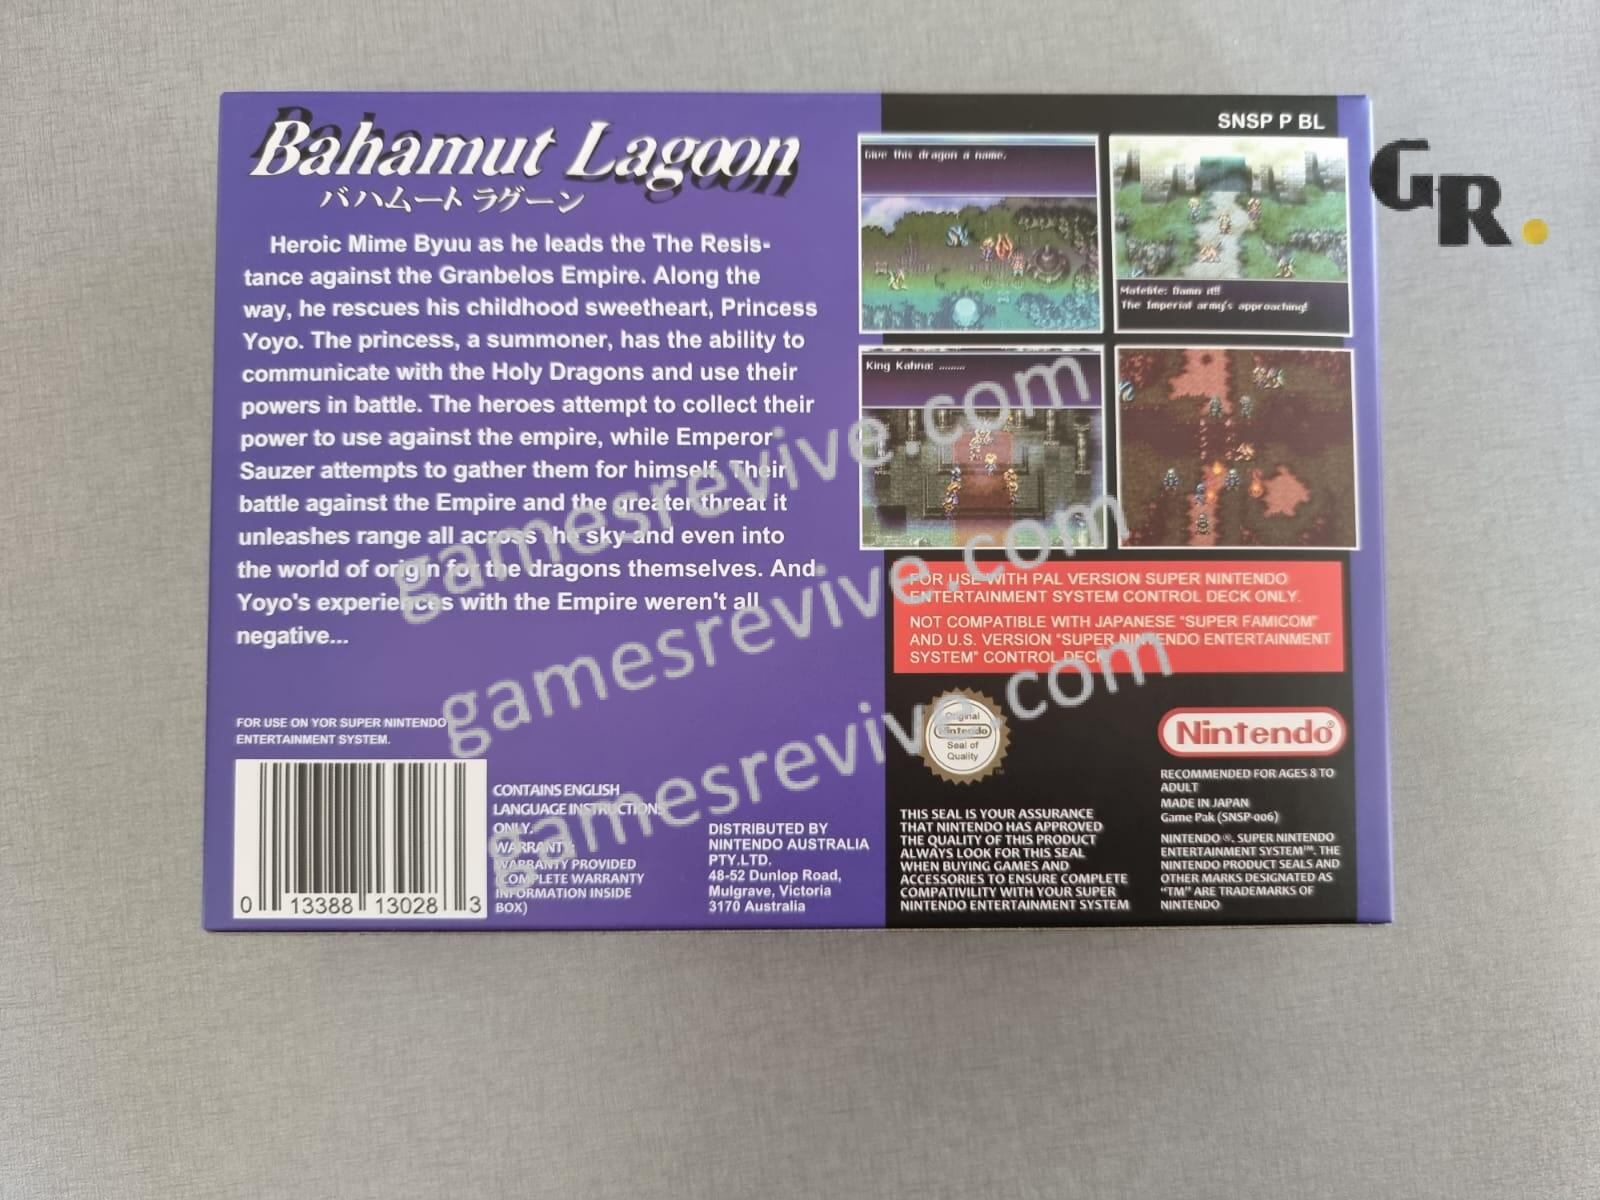 Bahamut Lagoon
バハムート ラグーン
Heroic Mime Byuu as he leads the The Resis-
tance against the Granbelos Empire. Along the
way, he rescues his childhood sweetheart, Princess
Yoyo. The princess, a summoner, has the ability to
communicate with the Holy Dragons and use their
powers in battle. The heroes attempt to collect their
power to use against the empire, while Emperor
Sauzer attempts to gather them for himself. Their
battle against the Empire and the greater threat it
unleashes range all across the sky and even into
the world of origin for the dragons themselves. And
Yoyo's experiences with the Empire weren't all
negative...
FOR USE ON YOR SUPER NINTENDO
ENTERTAINMENT SYSTEM.
0 13388 13028 3
CONTAINS ENGLISH
LANGUAGE INSTRUCTIONS
ONLY.
WARRANTY:
WARRANTY PROVIDED
(COMPLETE WARRANTY
INFORMATION INSIDE
BOX)
DISTRIBUTED BY
NINTENDO AUSTRALIA
PTY.LTD.
48-52 Dunlop Road,
Mulgrave, Victoria
3170 Australia
SNSP P BL
Give this dragon a name.
Matelite: Damn it!!
The Imperial army's approaching!
King Kahna: .........
FOR USE WITH PAL VERSION SUPER NINTENDO
ENTERTAINMENT SYSTEM CONTROL DECK ONLY.
NOT COMPATIBLE WITH JAPANESE "SUPER FAMICOM"
AND U.S. VERSION "SUPER NINTENDO ENTERTAINMENT
SYSTEM" CONTROL DECK
Original
Nintendo
Seal of
Quality
TM
THIS SEAL IS YOUR ASSURANCE
THAT NINTENDO HAS APPROVED
THE QUALITY OF THIS PRODUCT
ALWAYS LOOK FOR THIS SEAL
WHEN BUYING GAMES AND
ACCESSORIES TO ENSURE COMPLETE
COMPATIVILITY WITH YOUR SUPER
NINTENDO ENTERTAINMENT SYSTEM
Nintendo®
RECOMMENDED FOR AGES 8 TO
ADULT
MADE IN JAPAN
Game Pak (SNSP-006)
NINTENDO ®. SUPER NINTENDO
ENTERTAINMENT SYSTEM™. THE
NINTENDO PRODUCT SEALS AND
OTHER MARKS DESIGNATED AS
"TM" ARE TRADEMARKS OF
NINTENDO
GR.
gamesrevive.com
gamesrevive.com
gamesrevive.com